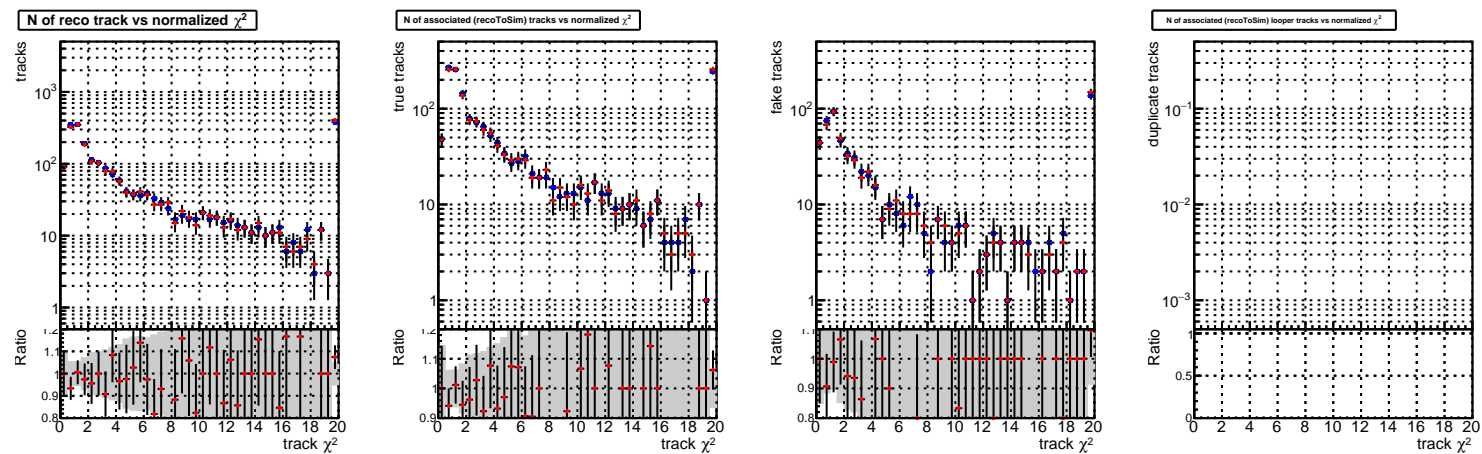 N of reco track vs normalized χ²
tracks
10³
10²
10
1
Ratio
1.2
1.1
1
0.9
0.8
0 2 4 6 8 10 12 14 16 18 20
track χ²
N of associated (recoToSim) tracks vs normalized χ²
true tracks
10²
10
1
Ratio
1.2
1.1
1
0.9
0 2 4 6 8 10 12 14 16 18 20
track χ²
fake tracks
10²
10
1
Ratio
1.1
1
0.9
0.8
0 2 4 6 8 10 12 14 16 18 20
track χ²
N of associated (recoToSim) looper tracks vs normalized χ²
duplicate tracks
10⁻¹
10⁻²
10⁻³
Ratio
1
0.5
0
0 2 4 6 8 10 12 14 16 18 20
track χ²